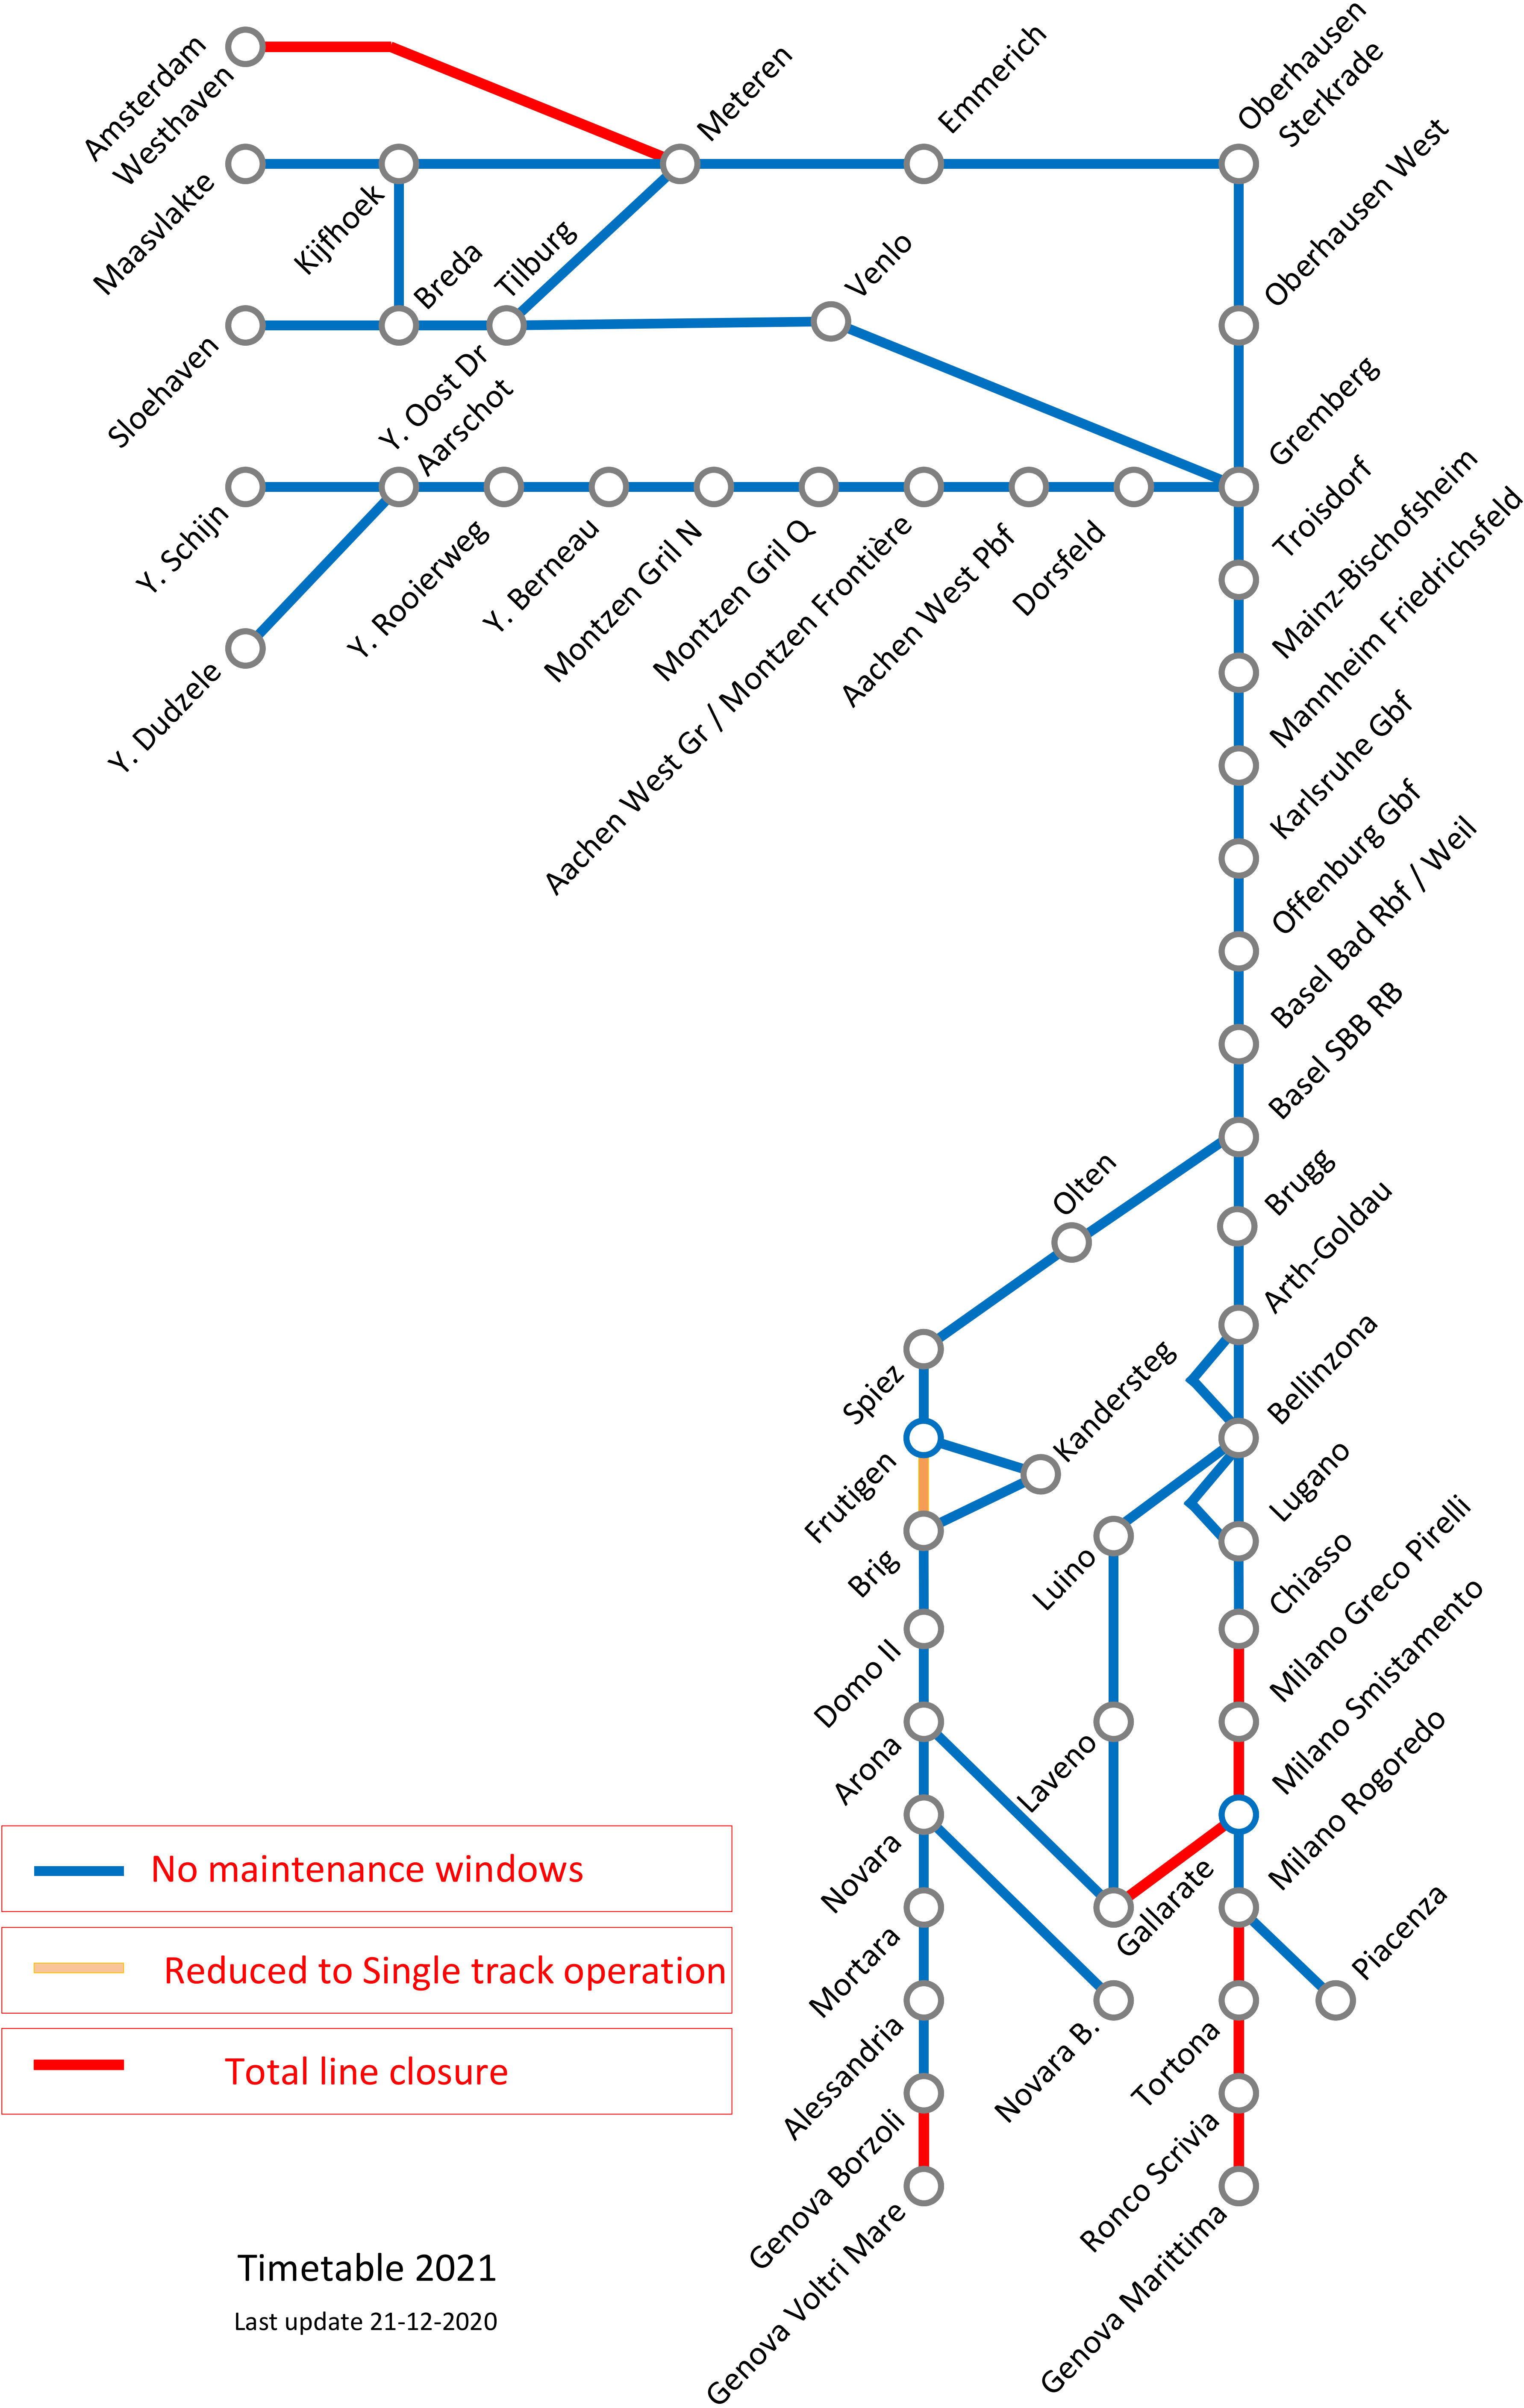 Amsterdam
Westhaven
Meteren
Emmerich
Oberhausen
Sterkrade
Maasvlakte
Kijfhoek
Breda
Tilburg
Venlo
Oberhausen West
Sloehaven
Y. Oost Dr
Aarschot
Gremberg
Y. Schijn
Y. Rooierweg
Y. Berneau
Montzen Gril N
Montzen Gril Q
Aachen West Gr / Montzen Frontière
Aachen West Pbf
Dorsfeld
Troisdorf
Y. Dudzele
Mainz-Bischofsheim
Mannheim Friedrichsfeld
Karlsruhe Gbf
Offenburg Gbf
Basel Bad Rbf / Weil
Basel SBB RB
Olten
Brugg
Arth-Goldau
Spiez
Kandersteg
Bellinzona
Frutigen
Lugano
Brig
Luino
Chiasso
Domo II
Milano Greco Pirelli
Arona
Laveno
Milano Smistamento
Novara
Gallarate
Milano Rogoredo
Mortara
Piacenza
Alessandria
Novara B.
Tortona
Genova Borzoli
Ronco Scrivia
Genova Voltri Mare
Genova Marittima
No maintenance windows
Reduced to Single track operation
Total line closure
Timetable 2021
Last update 21-12-2020